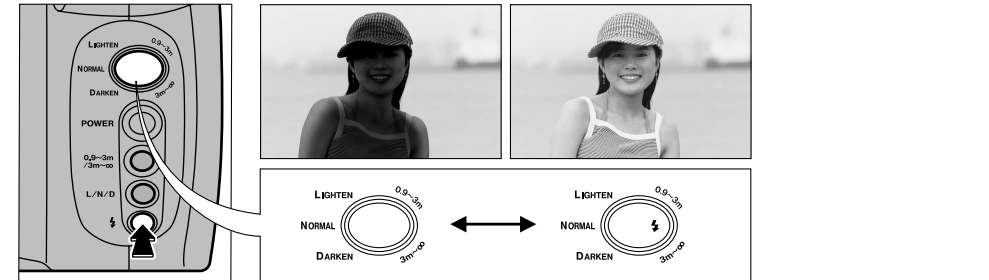 LIGHTEN
0.9~3m
NORMAL
DARKEN
3m~∞
POWER
0.9~3m
/3m~∞
L/N/D
LIGHTEN
0.9~3m
NORMAL
DARKEN
3m~∞
LIGHTEN
0.9~3m
NORMAL
DARKEN
3m~∞